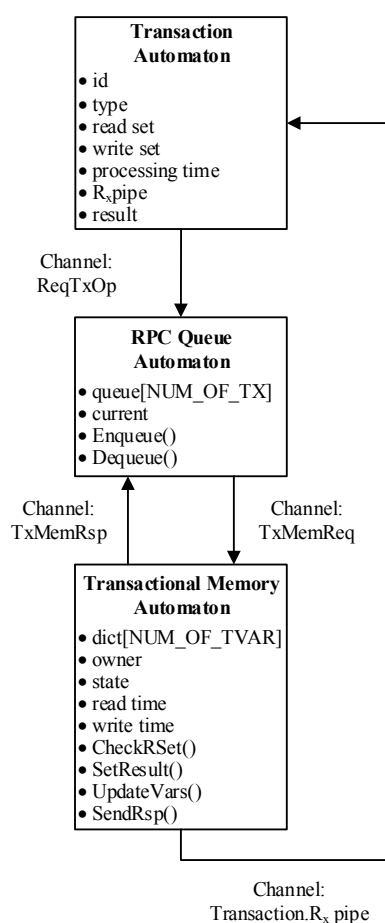 Transaction
Automaton
• id
• type
• read set
• write set
• processing time
• Rxpipe
• result
Channel:
ReqTxOp
RPC Queue
Automaton
• queue[NUM_OF_TX]
• current
• Enqueue()
• Dequeue()
Channel:
TxMemRsp
Channel:
TxMemReq
Transactional Memory
Automaton
• dict[NUM_OF_TVAR]
• owner
• state
• read time
• write time
• CheckRSet()
• SetResult()
• UpdateVars()
• SendRsp()
Channel:
Transaction.Rx pipe